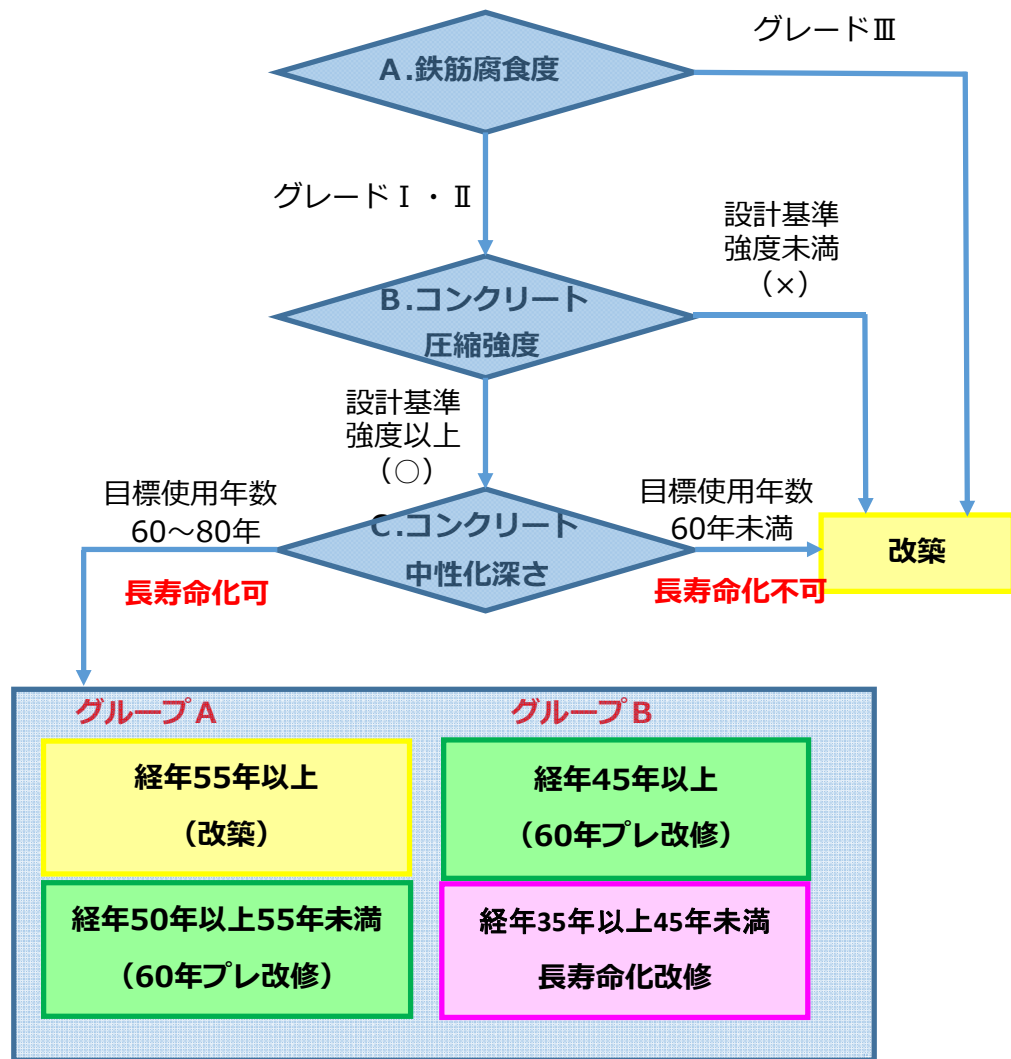 グレードⅢ
A.鉄筋腐食度
グレードⅠ・Ⅱ
設計基準
強度未満
（×）
B.コンクリート
圧縮強度
設計基準
強度以上
（○）
目標使用年数
60～80年
目標使用年数
60年未満
C.コンクリート
中性化深さ
改築
長寿命化可
長寿命化不可
グループA
グループB
経年55年以上
（改築）
経年45年以上
（60年プレ改修）
経年50年以上55年未満
（60年プレ改修）
経年35年以上45年未満
長寿命化改修